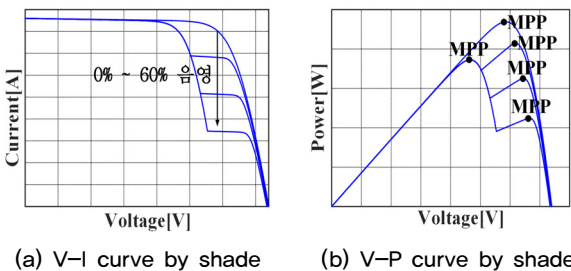 Current[A]
0% ~ 60% 음영
Voltage[V]
(a) V-I curve by shade
Power[W]
MPP
MPP
MPP
MPP
MPP
Voltage[V]
(b) V-P curve by shade